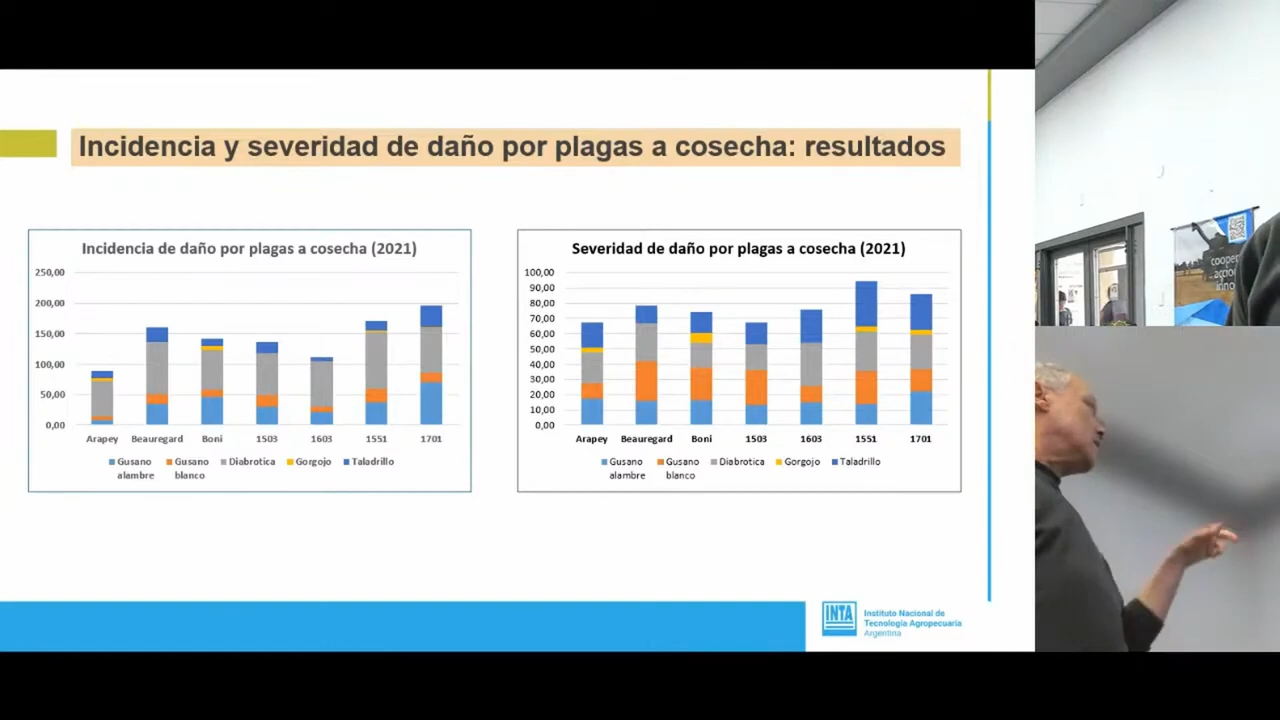 Incidencia y severidad de daño por plagas a cosecha: resultados
Incidencia de daño por plagas a cosecha (2021)
250,00
200,00
150,00
100,00
50,00
0,00
Arapey Beauregard Boni 1503 1603 1551 1701
Gusano alambre Gusano blanco Diabrotica Gorgojo Taladrillo
Severidad de daño por plagas a cosecha (2021)
100,00
90,00
80,00
70,00
60,00
50,00
40,00
30,00
20,00
10,00
0,00
Arapey Beauregard Boni 1503 1603 1551 1701
Gusano alambre Gusano blanco Diabrotica Gorgojo Taladrillo
INTA
Instituto Nacional de
Tecnología Agropecuaria
Argentina
cooper
acció
inno